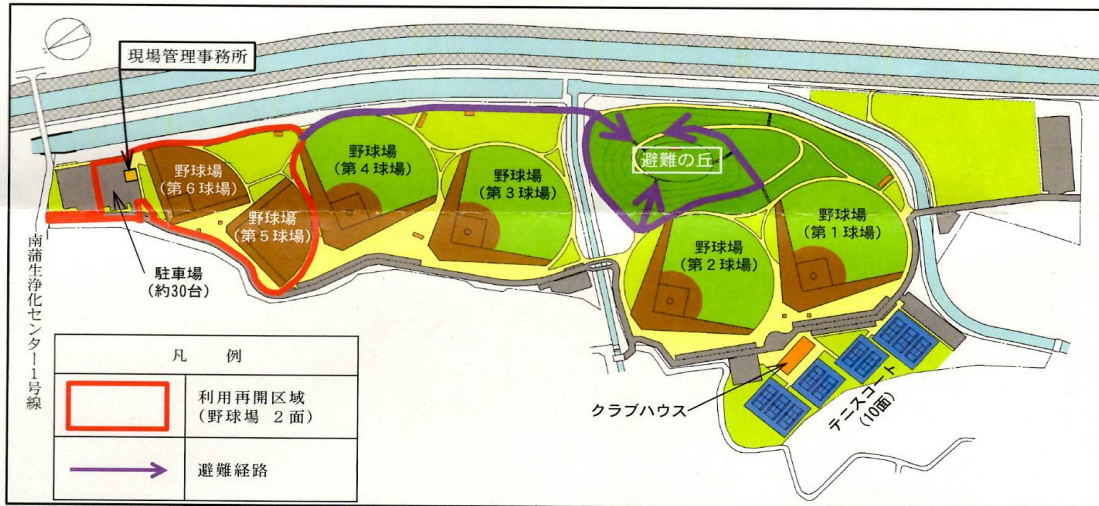 現場管理事務所
野球場
(第6球場)
野球場
(第5球場)
野球場
(第4球場)
野球場
(第3球場)
避難の丘
野球場
(第2球場)
野球場
(第1球場)
南蒲生浄化センター1号線
駐車場
(約30台)
クラブハウス
テニスコート
(10面)
凡 例
利用再開区域
(野球場 2面)
避難経路